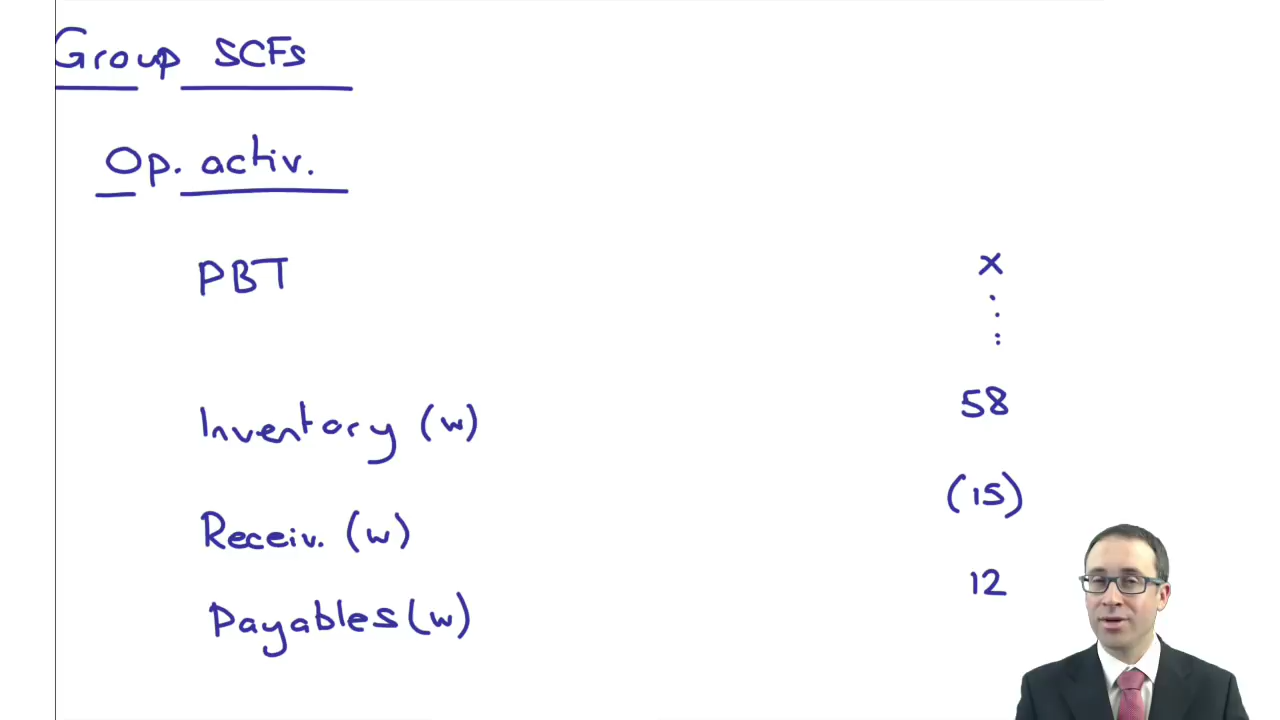 Group SCFs
Op. activ.
PBT x
Inventory (w) 58
Receiv. (w) (15)
Payables (w) 12